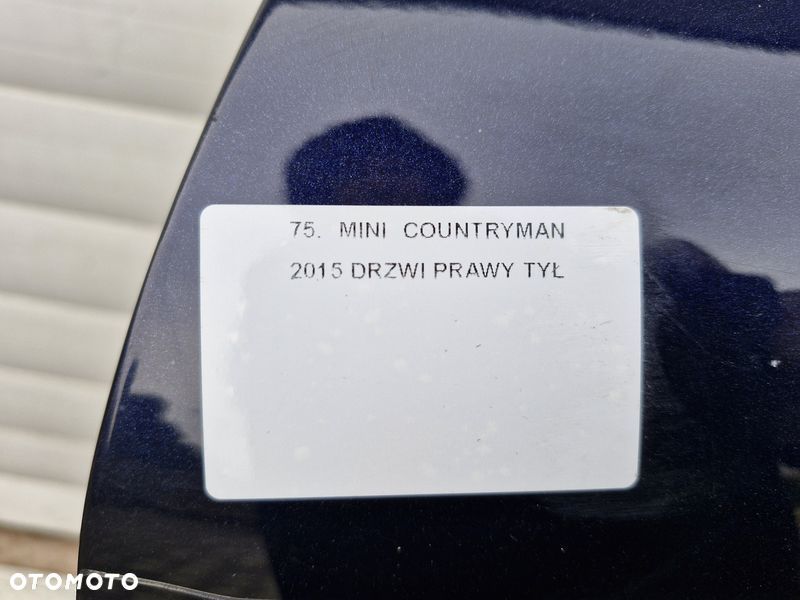 75. MINI COUNTRYMAN
2015 DRZWI PRAWY TYŁ
OTOMOTO